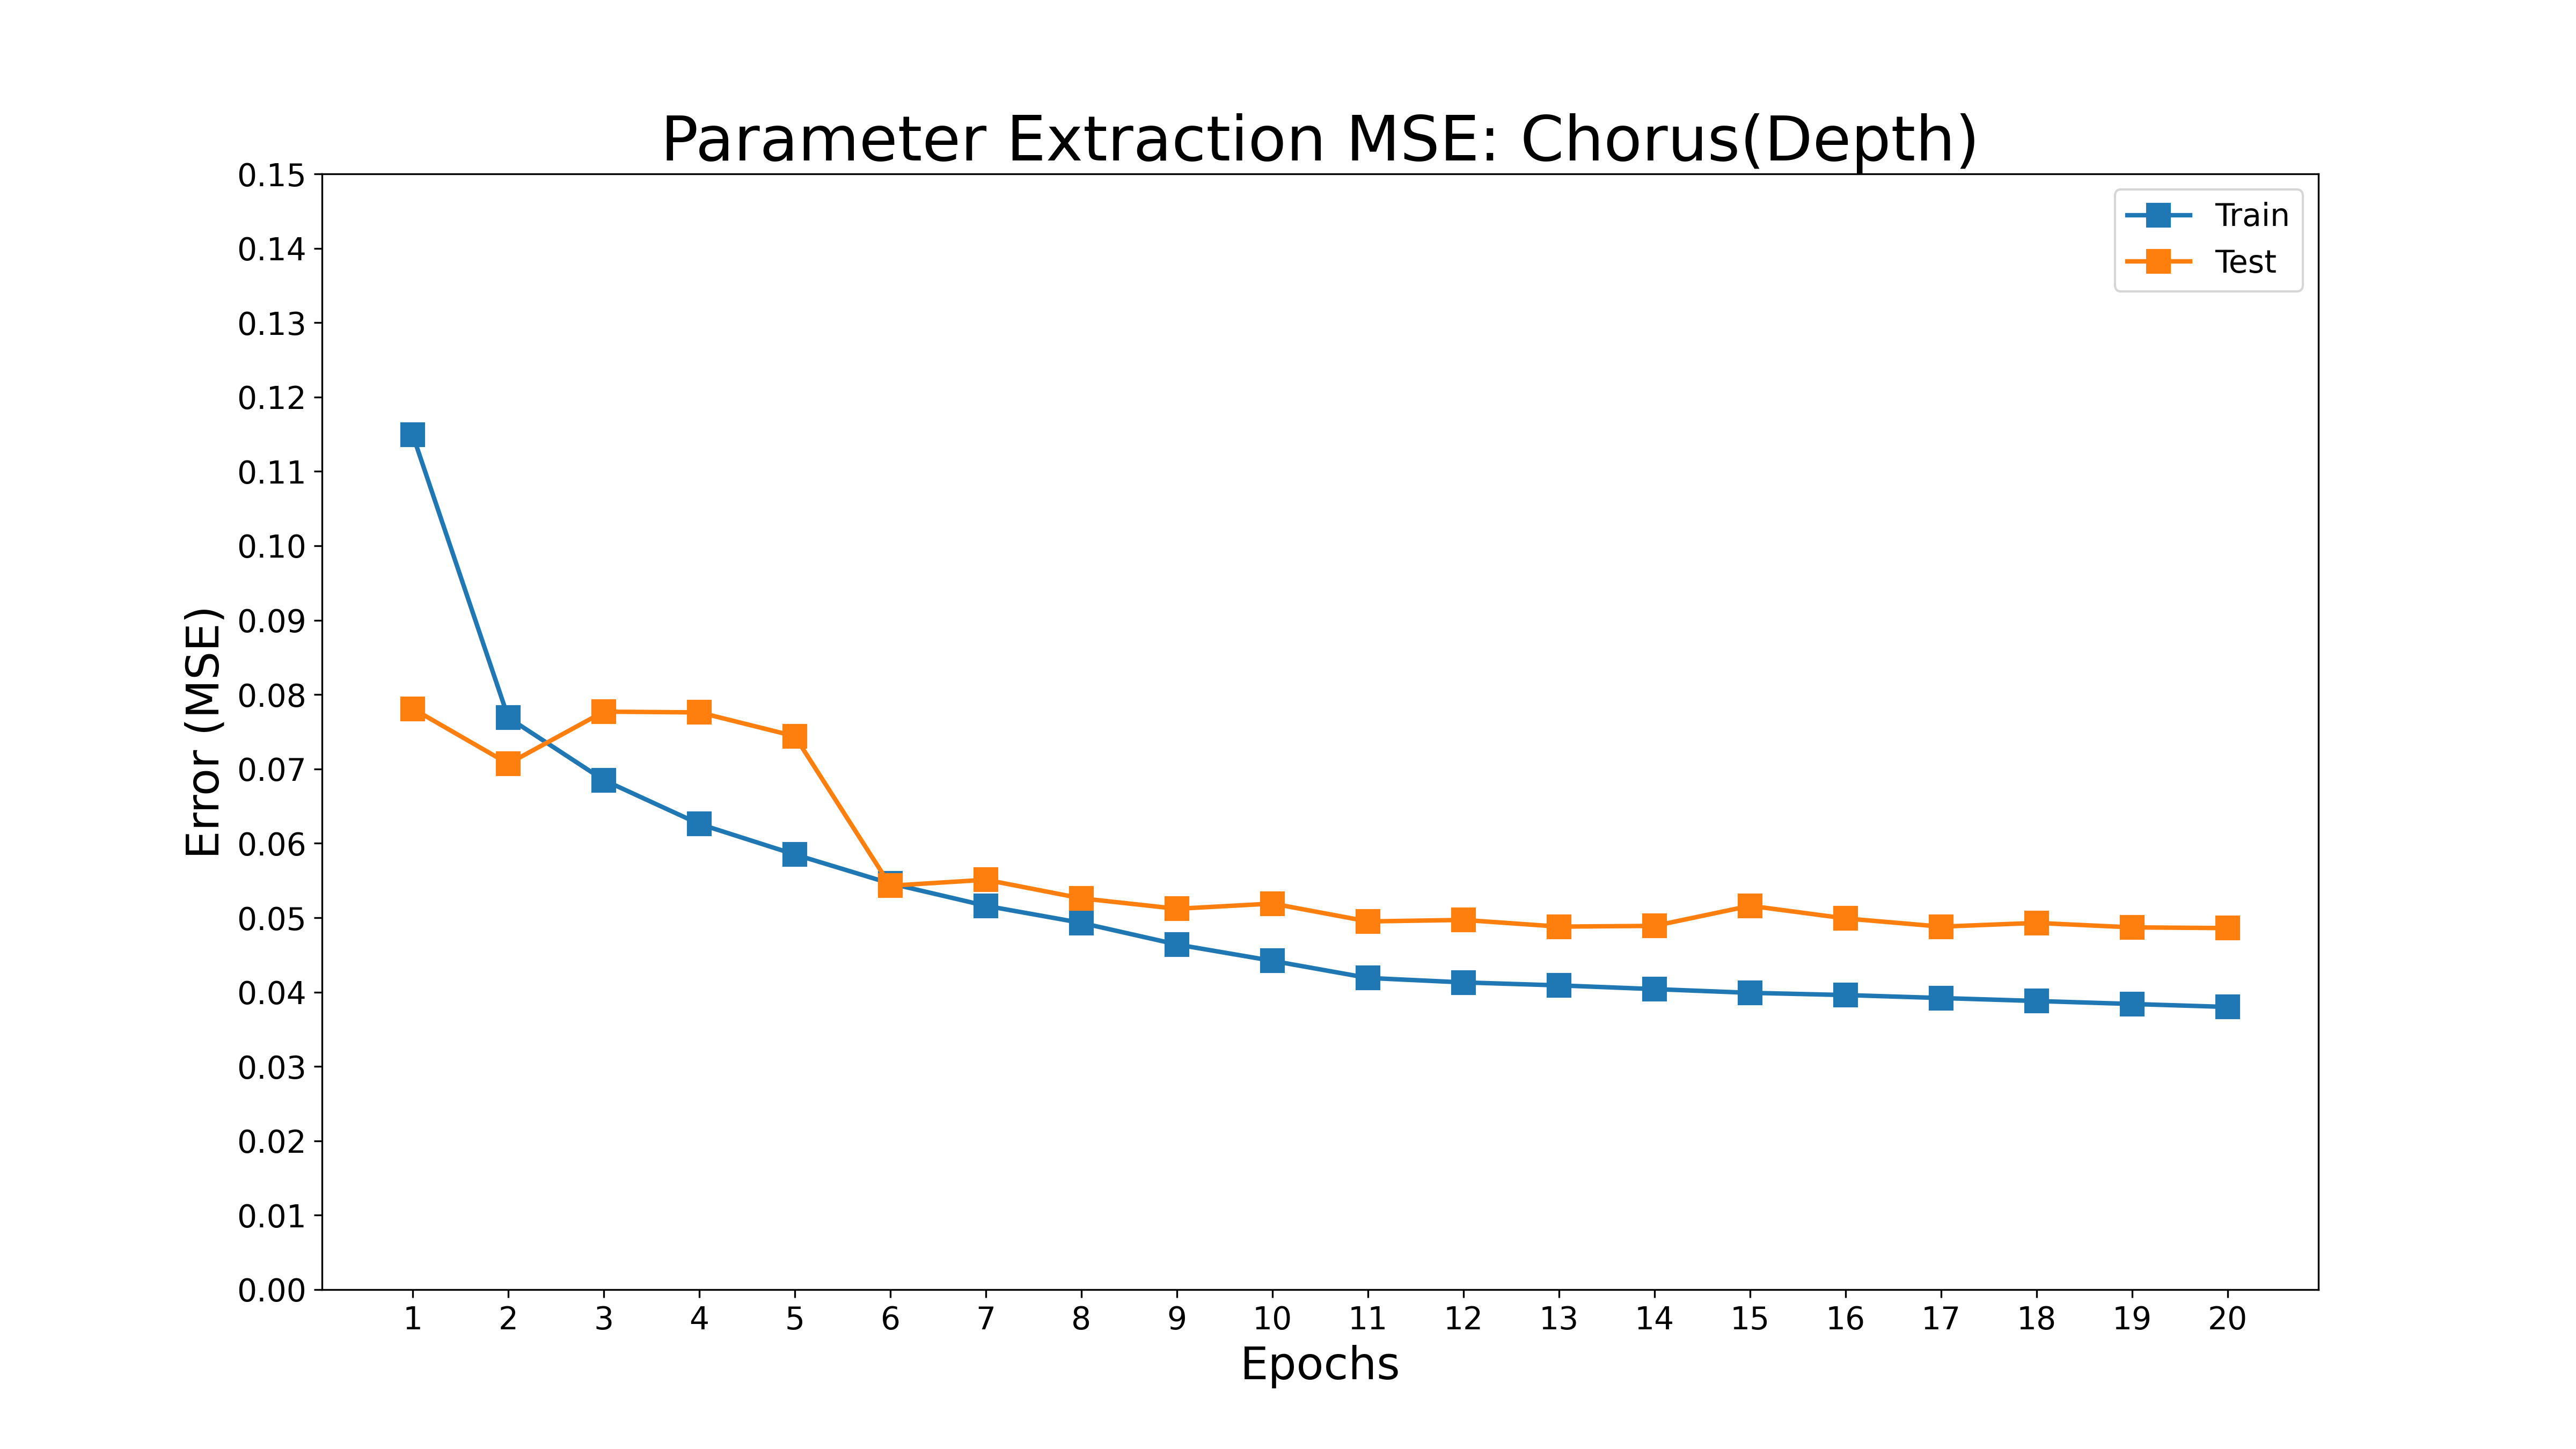 Parameter Extraction MSE: Chorus(Depth)
0.15
0.14
0.13
0.12
0.11
0.10
0.09
0.08
0.07
0.06
0.05
0.04
0.03
0.02
0.01
0.00
Error (MSE)
Train
Test
1 2 3 4 5 6 7 8 9 10 11 12 13 14 15 16 17 18 19 20
Epochs